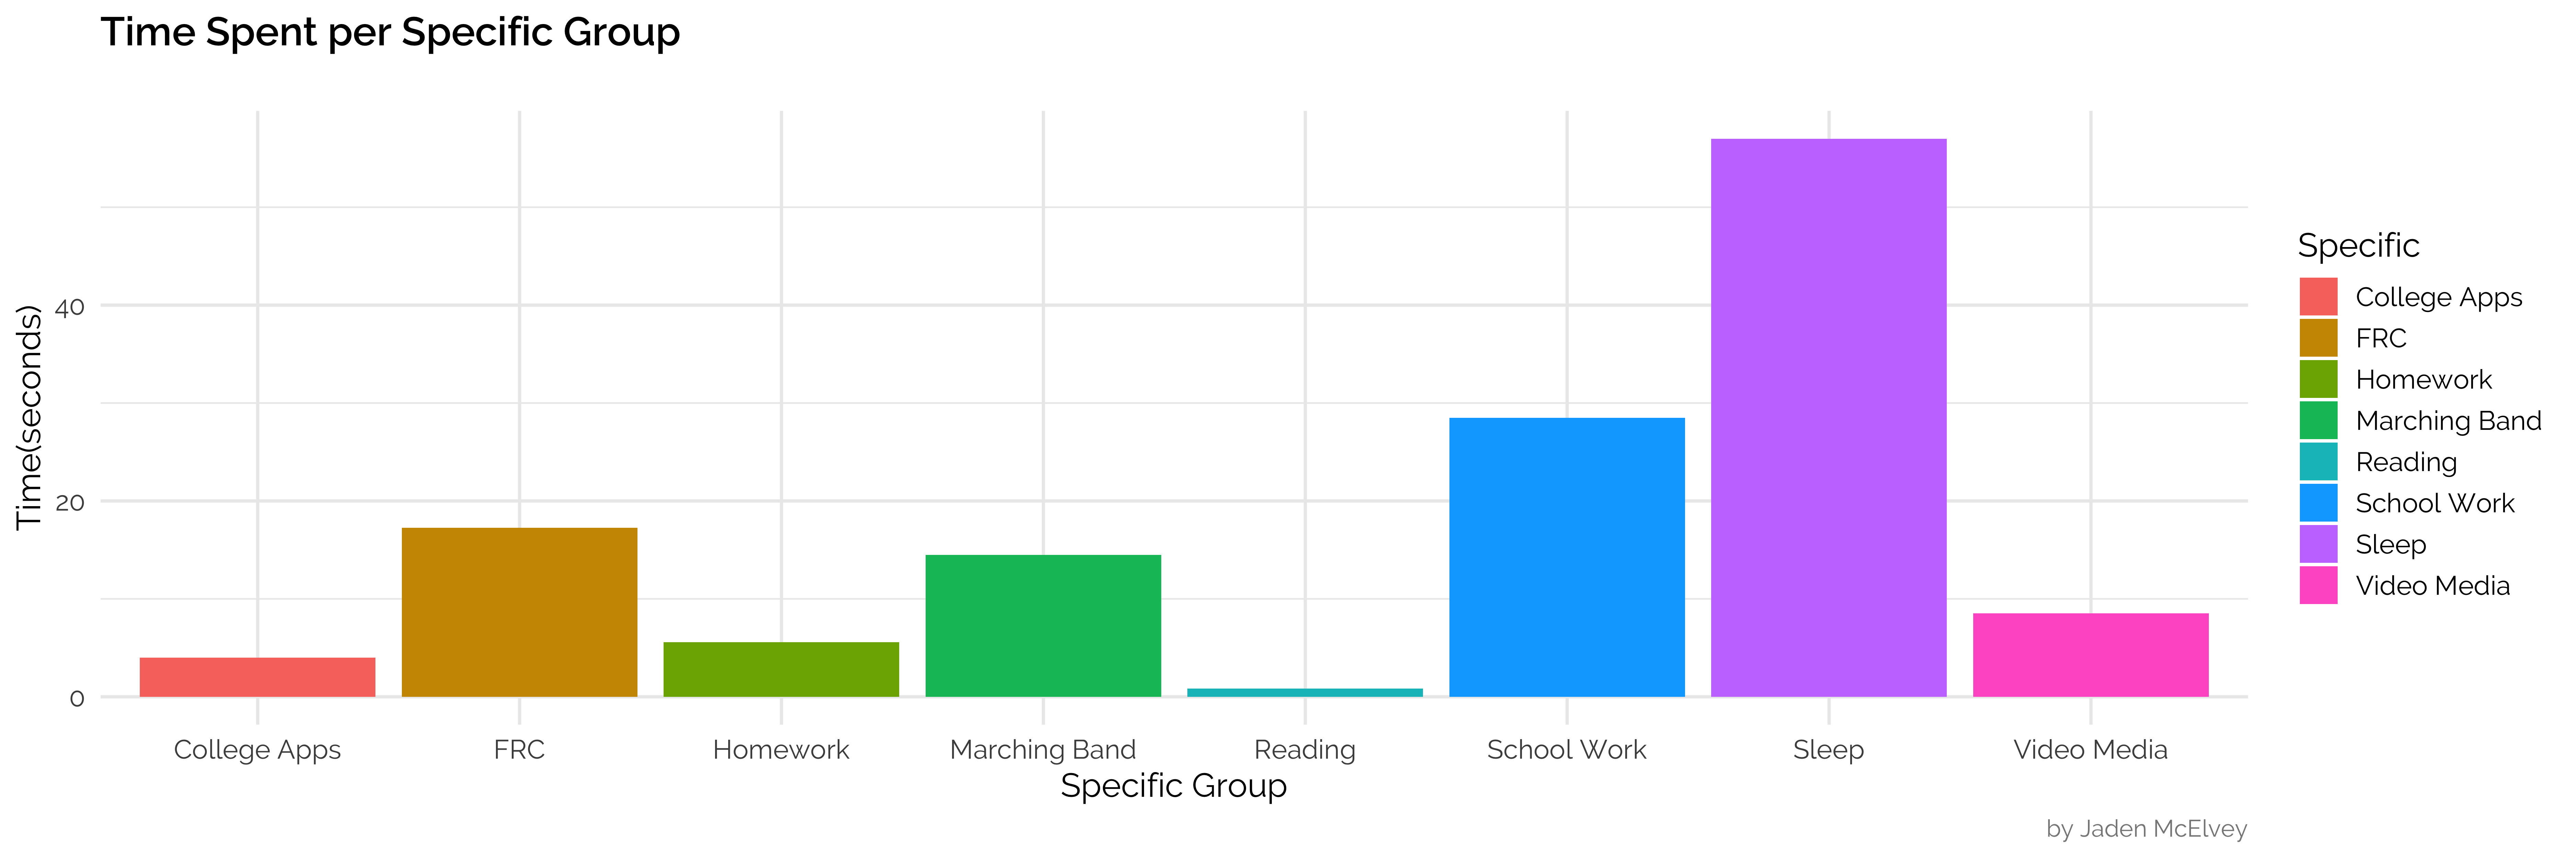 Time Spent per Specific Group
Time(seconds)
40
20
0
College Apps
FRC
Homework
Marching Band
Reading
School Work
Sleep
Video Media
Specific Group
Specific
College Apps
FRC
Homework
Marching Band
Reading
School Work
Sleep
Video Media
by Jaden McElvey